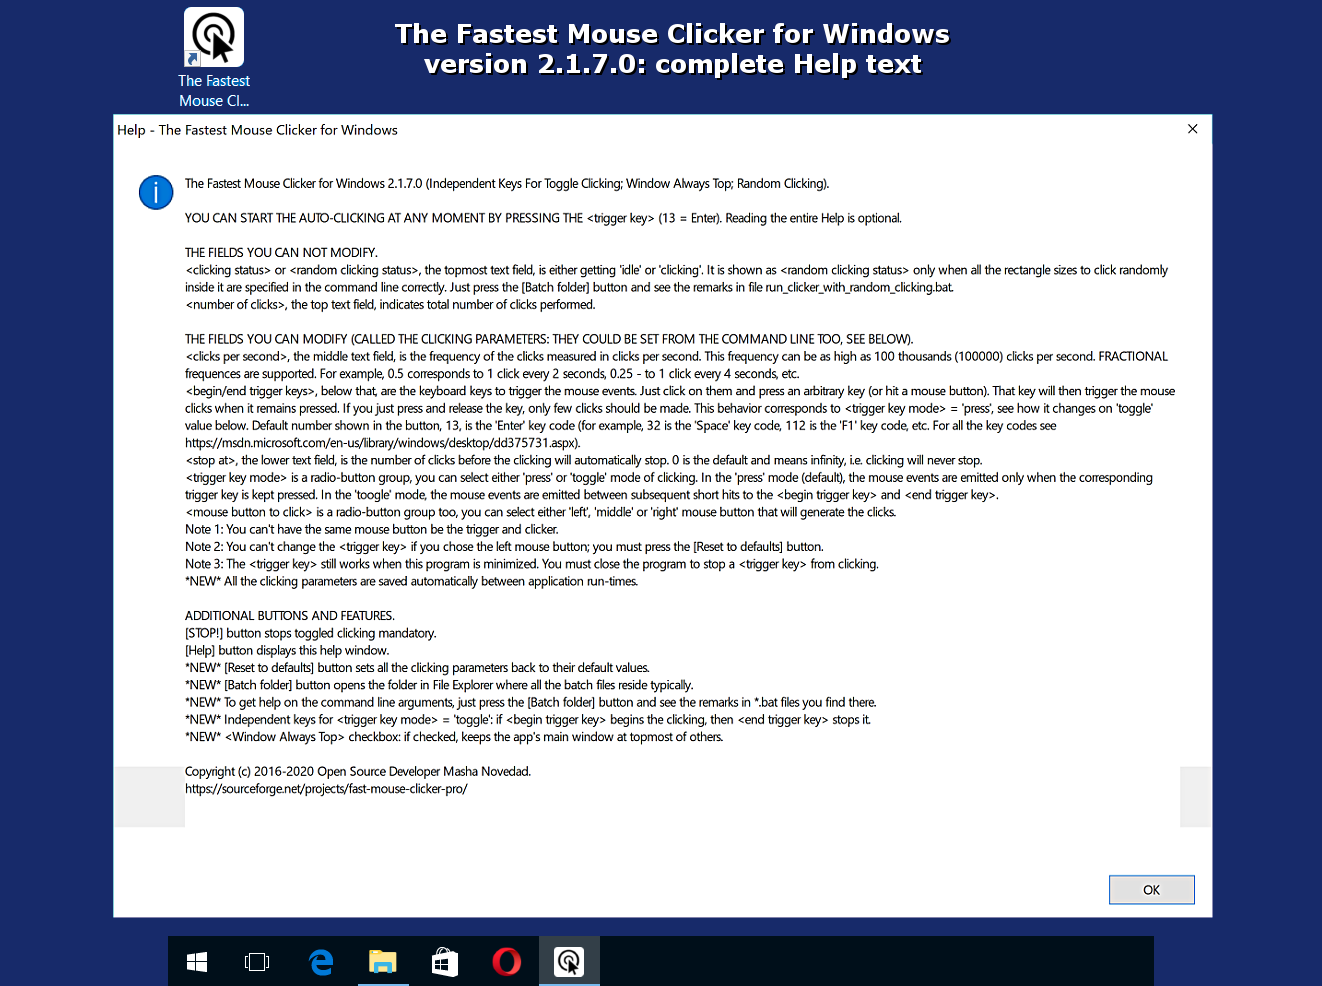 The Fastest Mouse Clicker for Windows
version 2.1.7.0: complete Help text
The Fastest
Mouse Cl...
Help - The Fastest Mouse Clicker for Windows
The Fastest Mouse Clicker for Windows 2.1.7.0 (Independent Keys For Toggle Clicking; Window Always Top; Random Clicking).
YOU CAN START THE AUTO-CLICKING AT ANY MOMENT BY PRESSING THE <trigger key> (13 = Enter). Reading the entire Help is optional.
THE FIELDS YOU CAN NOT MODIFY.
<clicking status> or <random clicking status>, the topmost text field, is either getting 'idle' or 'clicking'. It is shown as <random clicking status> only when all the rectangle sizes to click randomly
inside it are specified in the command line correctly. Just press the [Batch folder] button and see the remarks in file run_clicker_with_random_clicking.bat.
<number of clicks>, the top text field, indicates total number of clicks performed.
THE FIELDS YOU CAN MODIFY (CALLED THE CLICKING PARAMETERS: THEY COULD BE SET FROM THE COMMAND LINE TOO, SEE BELOW).
<clicks per second>, the middle text field, is the frequency of the clicks measured in clicks per second. This frequency can be as high as 100 thousands (100000) clicks per second. FRACTIONAL
frequences are supported. For example, 0.5 corresponds to 1 click every 2 seconds, 0.25 - to 1 click every 4 seconds, etc.
<begin/end trigger keys>, below that, are the keyboard keys to trigger the mouse events. Just click on them and press an arbitrary key (or hit a mouse button). That key will then trigger the mouse
clicks when it remains pressed. If you just press and release the key, only few clicks should be made. This behavior corresponds to <trigger key mode> = 'press', see how it changes on 'toggle'
value below. Default number shown in the button, 13, is the 'Enter' key code (for example, 32 is the 'Space' key code, 112 is the 'F1' key code, etc. For all the key codes see
https://msdn.microsoft.com/en-us/library/windows/desktop/dd375731.aspx).
<stop at>, the lower text field, is the number of clicks before the clicking will automatically stop. 0 is the default and means infinity, i.e. clicking will never stop.
<trigger key mode> is a radio-button group, you can select either 'press' or 'toggle' mode of clicking. In the 'press' mode (default), the mouse events are emitted only when the corresponding
trigger key is kept pressed. In the 'toogle' mode, the mouse events are emitted between subsequent short hits to the <begin trigger key> and <end trigger key>.
<mouse button to click> is a radio-button group too, you can select either 'left', 'middle' or 'right' mouse button that will generate the clicks.
Note 1: You can't have the same mouse button be the trigger and clicker.
Note 2: You can't change the <trigger key> if you chose the left mouse button; you must press the [Reset to defaults] button.
Note 3: The <trigger key> still works when this program is minimized. You must close the program to stop a <trigger key> from clicking.
*NEW* All the clicking parameters are saved automatically between application run-times.
ADDITIONAL BUTTONS AND FEATURES.
[STOP!] button stops toggled clicking mandatory.
[Help] button displays this help window.
*NEW* [Reset to defaults] button sets all the clicking parameters back to their default values.
*NEW* [Batch folder] button opens the folder in File Explorer where all the batch files reside typically.
*NEW* To get help on the command line arguments, just press the [Batch folder] button and see the remarks in *.bat files you find there.
*NEW* Independent keys for <trigger key mode> = 'toggle': if <begin trigger key> begins the clicking, then <end trigger key> stops it.
*NEW* <Window Always Top> checkbox: if checked, keeps the app's main window at topmost of others.
Copyright (c) 2016-2020 Open Source Developer Masha Novedad.
https://sourceforge.net/projects/fast-mouse-clicker-pro/
OK